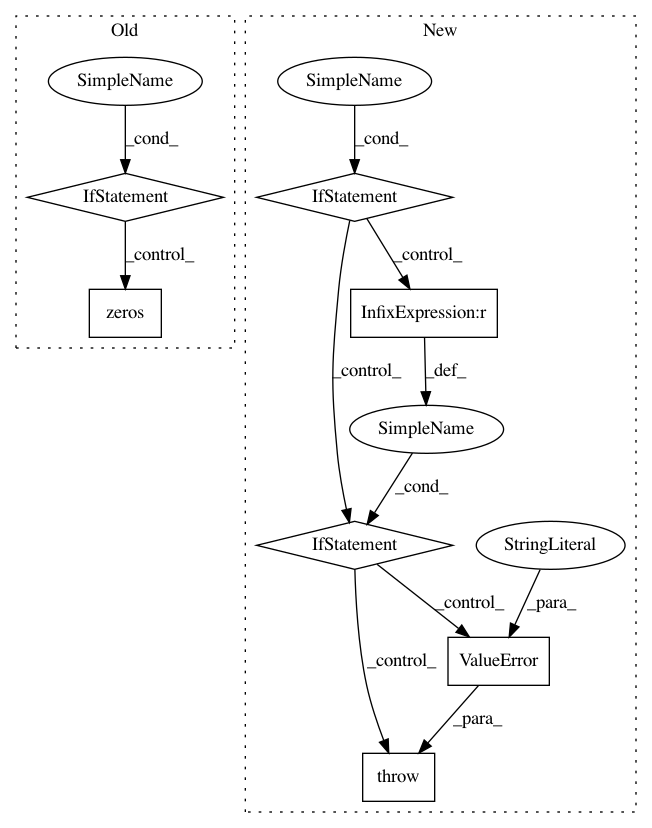 Old
SimpleName
_cond_
IfStatement
_control_
zeros
New
SimpleName
_cond_
IfStatement
_control_
InfixExpression:r
_control_
_def_
SimpleName
_cond_
IfStatement
StringLiteral
_control_
_para_
_control_
ValueError
_para_
throw